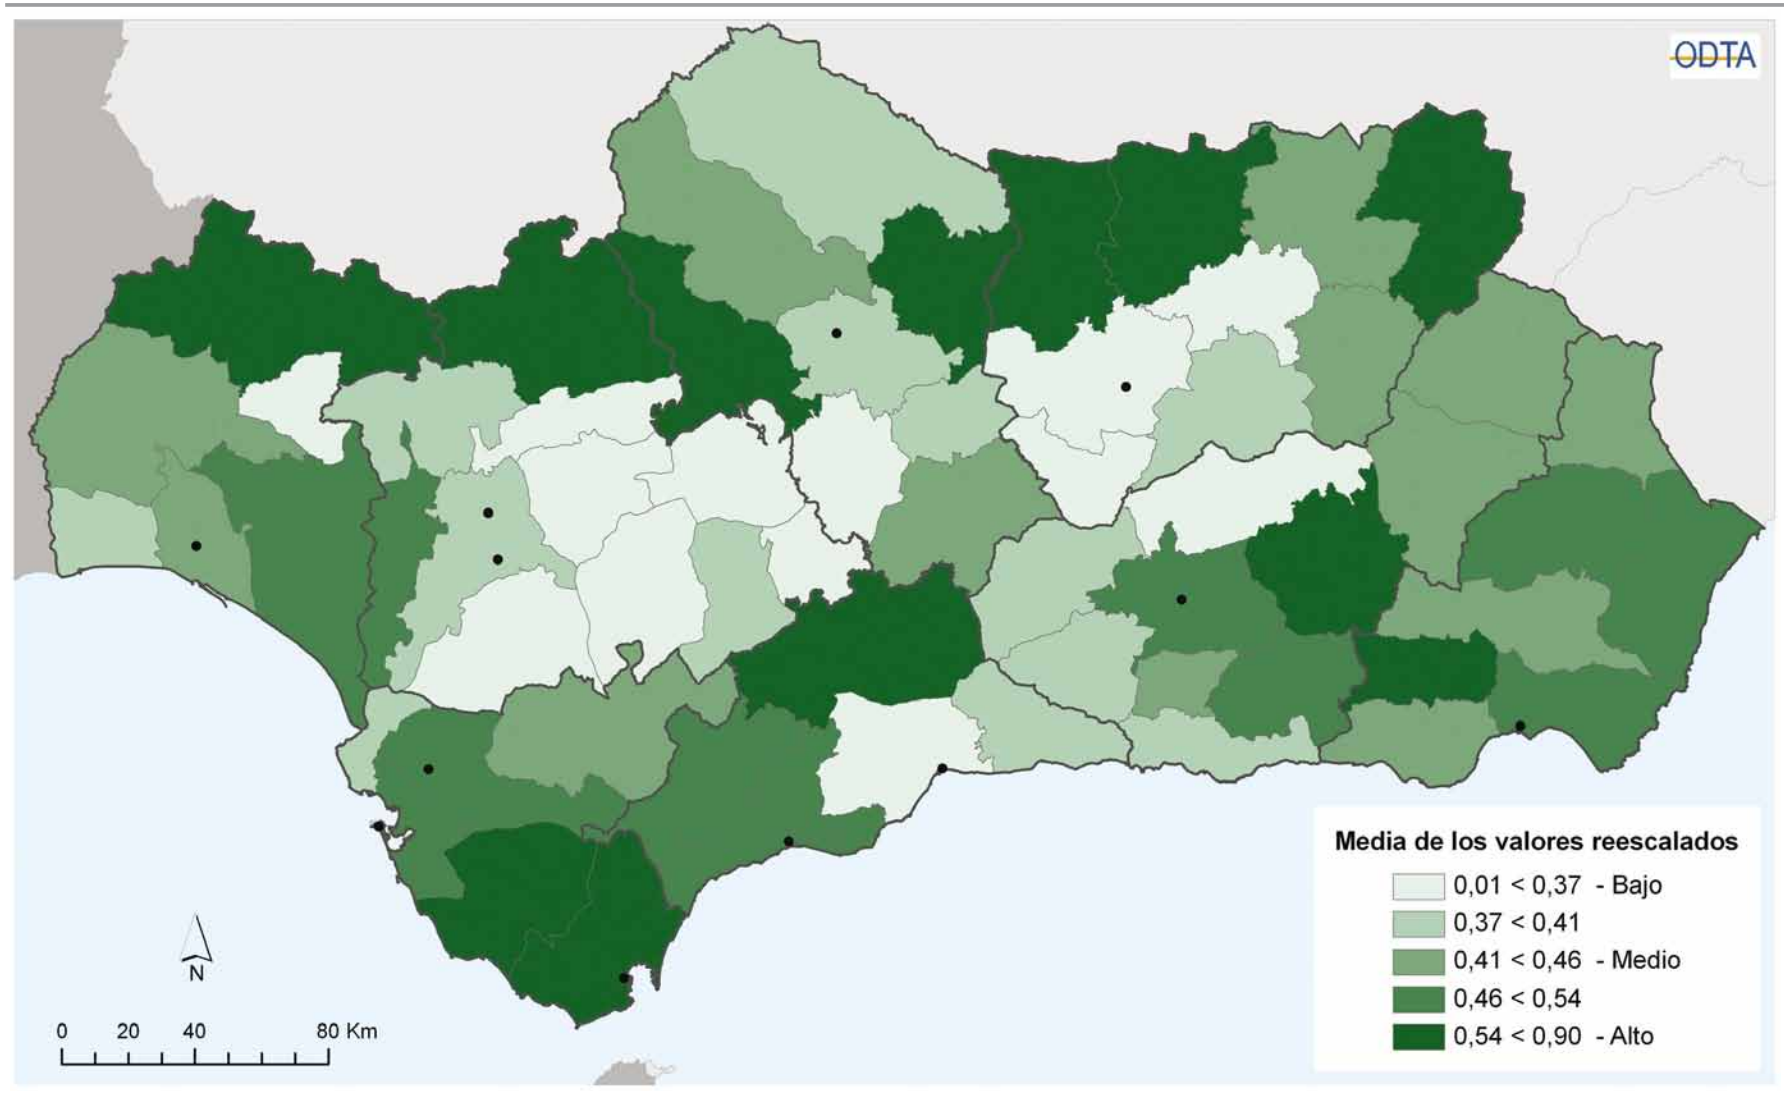 ODTA
Media de los valores reescalados
0,01 < 0,37 - Bajo
0,37 < 0,41
0,41 < 0,46 - Medio
0,46 < 0,54
0,54 < 0,90 - Alto
N
0 20 40 80 Km